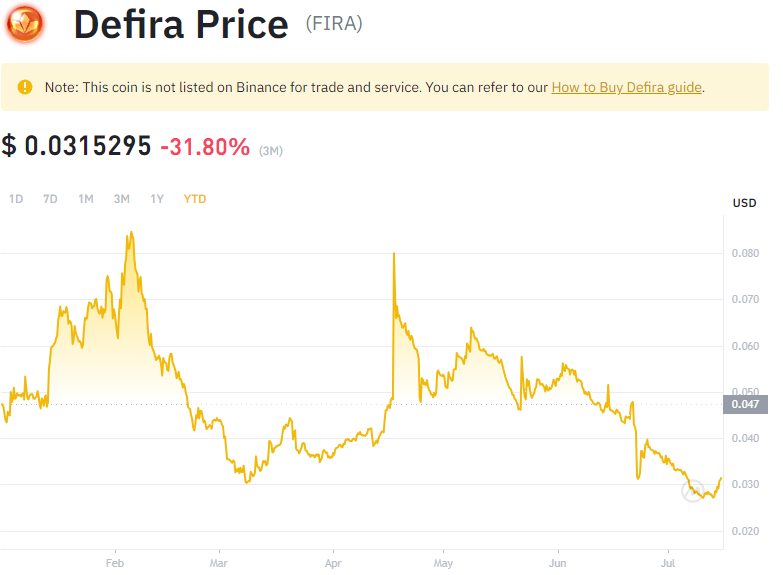 Defira Price (FIRA)
Note: This coin is not listed on Binance for trade and service. You can refer to our How to Buy Defira guide.
$ 0.0315295 -31.80% (3M)
1D 7D 1M 3M 1Y YTD
USD
0.080
0.070
0.060
0.050
0.047
0.040
0.030
0.020
Feb Mar Apr May Jun Jul